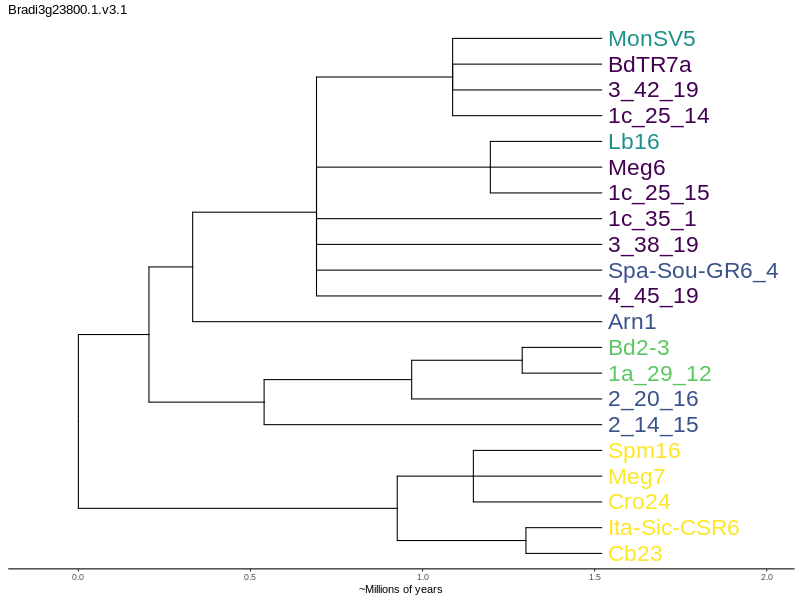 Bradi3g23800.1.v3.1
MonSV5
BdTR7a
3_42_19
1c_25_14
Lb16
Meg6
1c_25_15
1c_35_1
3_38_19
Spa-Sou-GR6_4
4_45_19
Arn1
Bd2-3
1a_29_12
2_20_16
2_14_15
Spm16
Meg7
Cro24
Ita-Sic-CSR6
Cb23
0.0 0.5 1.0 1.5 2.0
~Millions of years